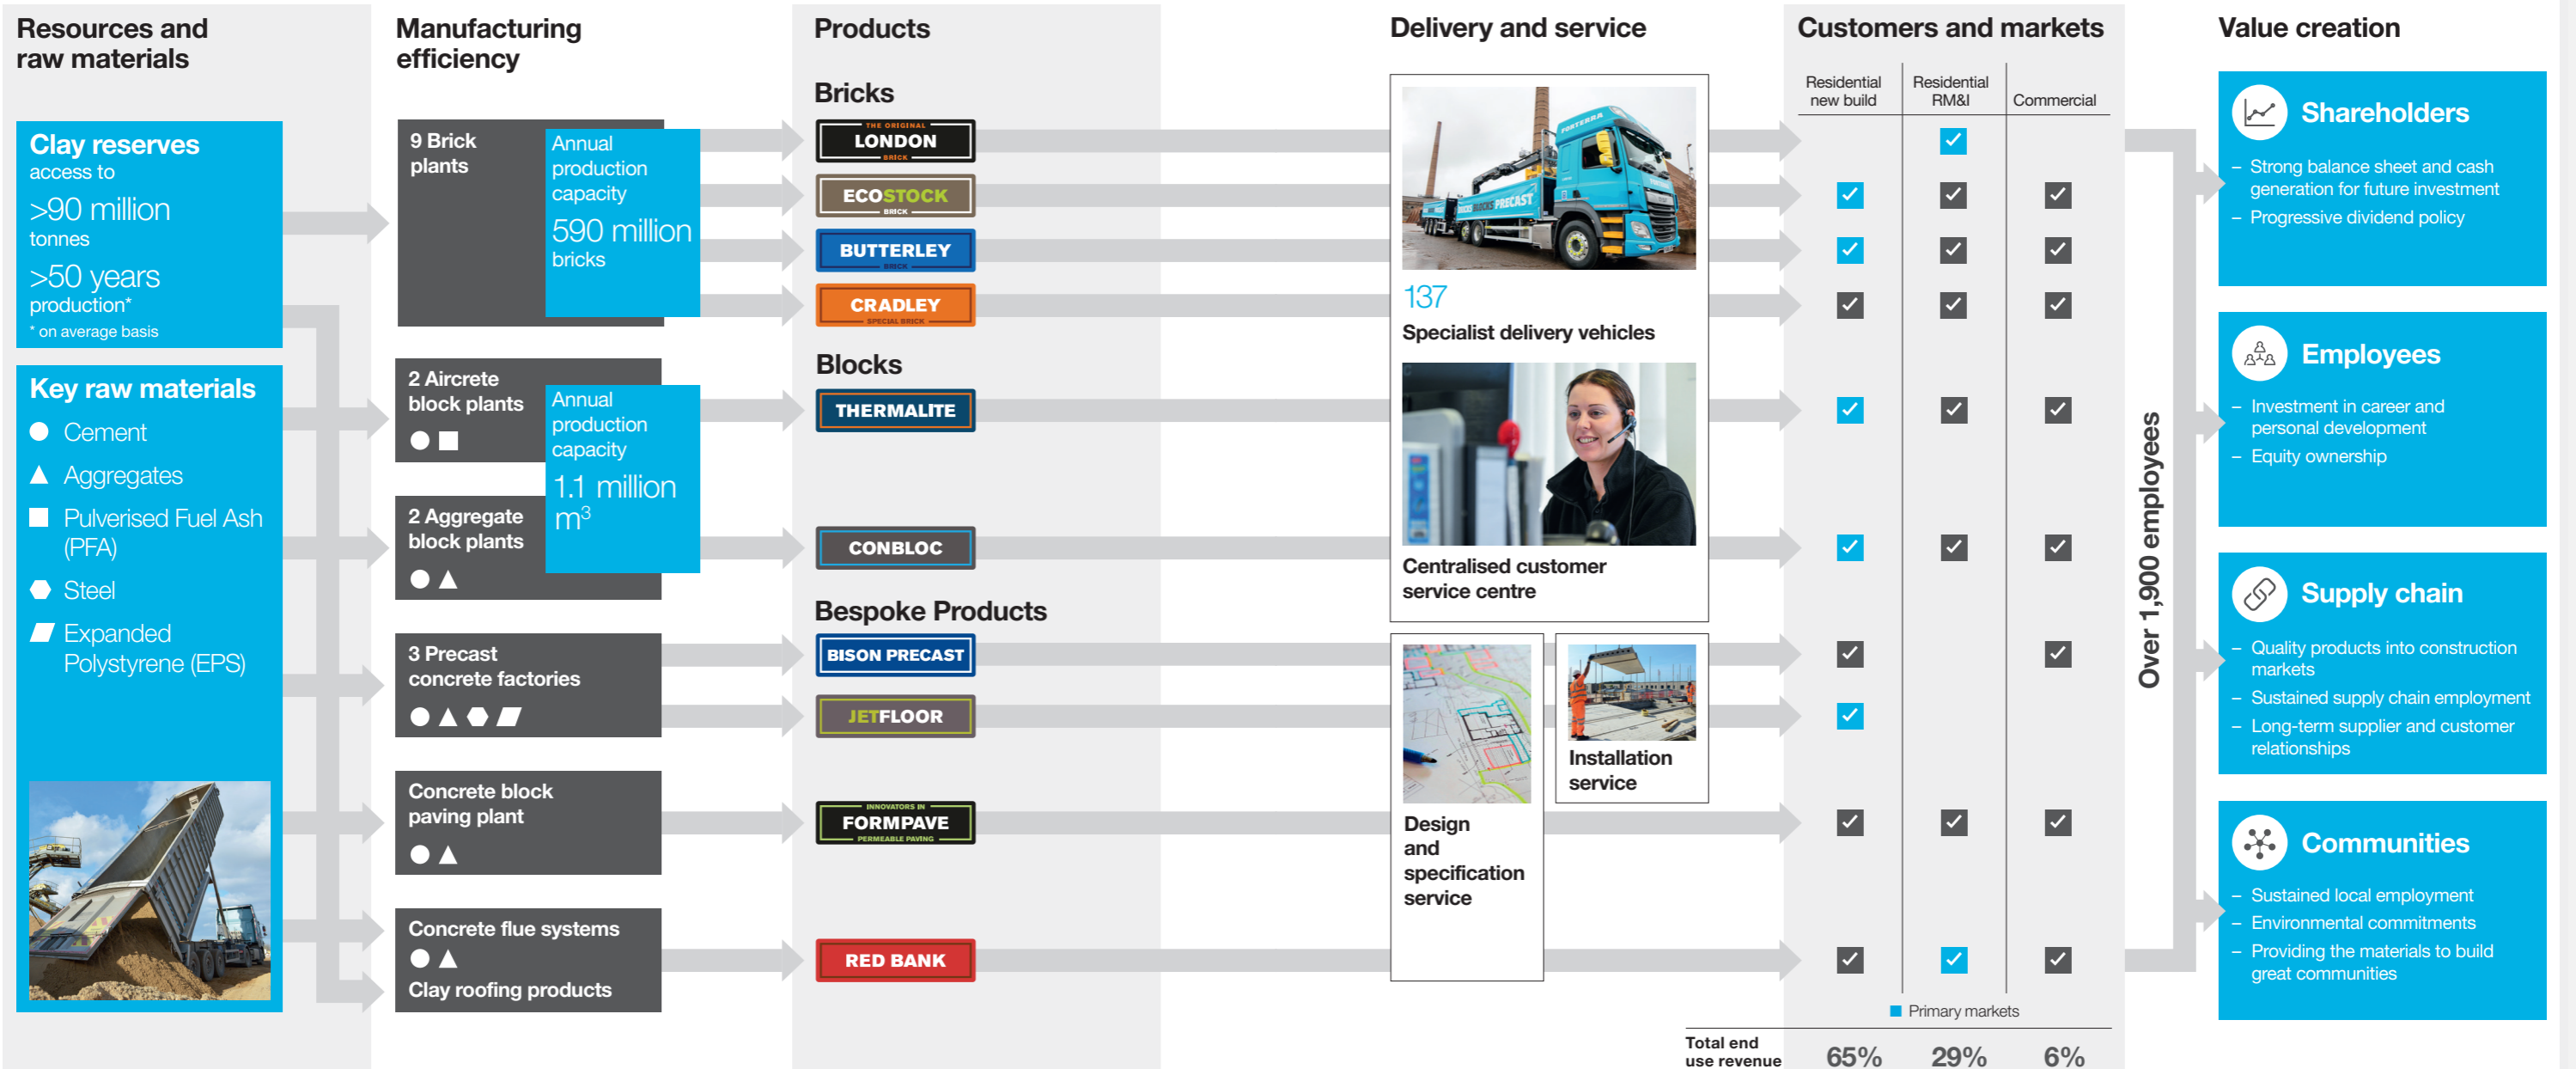 Resources and
raw materials
Clay reserves
access to
>90 million
tonnes
>50 years
production*
* on average basis
Key raw materials
Cement
Aggregates
Pulverised Fuel Ash
(PFA)
Steel
Expanded
Polystyrene (EPS)
Manufacturing
efficiency
9 Brick
plants
Annual
production
capacity
590 million
bricks
2 Aircrete
block plants
Annual
production
capacity
1.1 million
m³
2 Aggregate
block plants
3 Precast
concrete factories
Concrete block
paving plant
Concrete flue systems
Clay roofing products
Products
Bricks
THE ORIGINAL
LONDON
BRICK
ECOSTOCK
BRICK
BUTTERLEY
BRICK
CRADLEY
SPECIAL BRICK
Blocks
THERMALITE
CONBLOC
Bespoke Products
BISON PRECAST
JETFLOOR
INNOVATORS IN
FORMPAVE
PERMEABLE PAVING
RED BANK
Delivery and service
FORTERRA
BRICKS BLOCKS PRECAST
137
Specialist delivery vehicles
Centralised customer
service centre
Design
and
specification
service
Installation
service
Customers and markets
Residential
new build
Residential
RM&I
Commercial
Primary markets
Total end
use revenue
65%
29%
6%
Over 1,900 employees
Value creation
Shareholders
– Strong balance sheet and cash
generation for future investment
– Progressive dividend policy
Employees
– Investment in career and
personal development
– Equity ownership
Supply chain
– Quality products into construction
markets
– Sustained supply chain employment
– Long-term supplier and customer
relationships
Communities
– Sustained local employment
– Environmental commitments
– Providing the materials to build
great communities